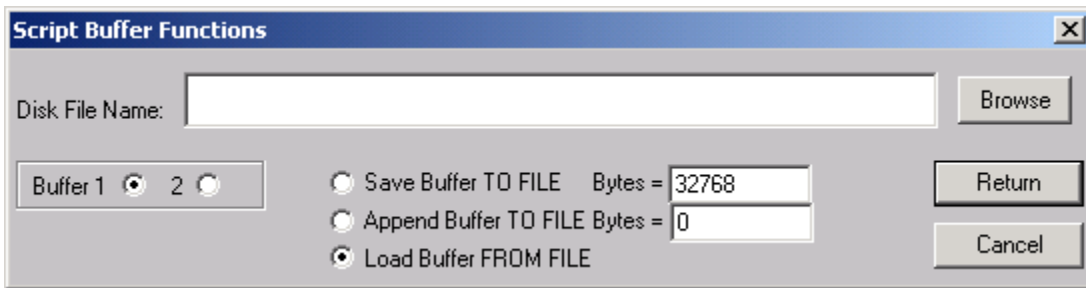 Script Buffer Functions
Disk File Name:
Browse
Buffer 1 2
Save Buffer TO FILE Bytes = 32768
Return
Append Buffer TO FILE Bytes = 0
Load Buffer FROM FILE
Cancel